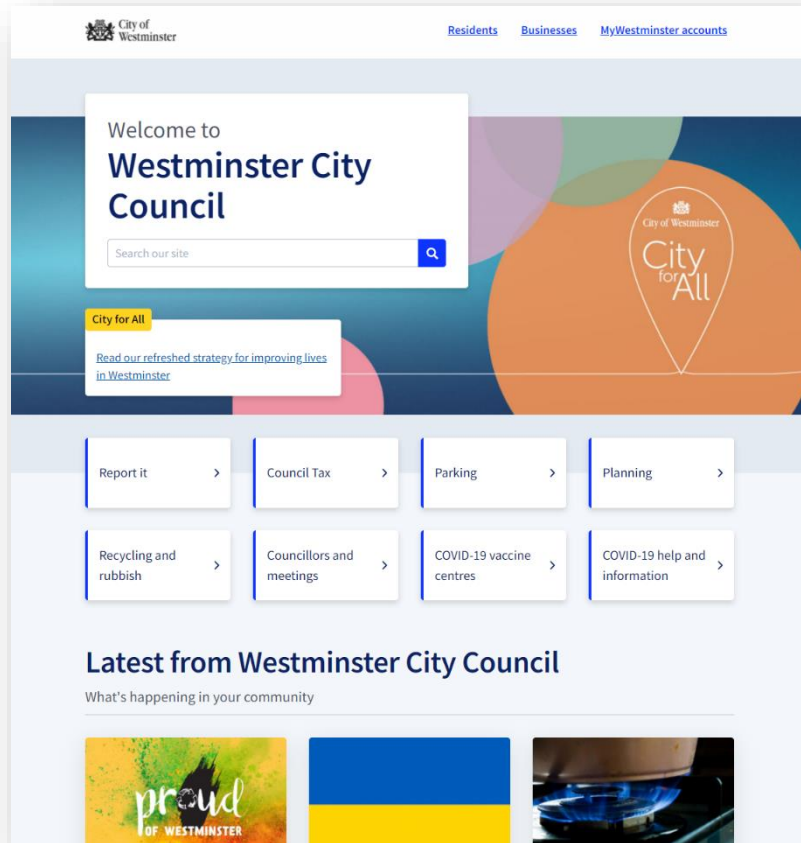 City of
Westminster
Residents Businesses MyWestminster accounts
Welcome to
Westminster City
Council
Search our site
City of Westminster
City
for
All
City for All
Read our refreshed strategy for improving lives
in Westminster
Report it
Council Tax
Parking
Planning
Recycling and
rubbish
Councillors and
meetings
COVID-19 vaccine
centres
COVID-19 help and
information
Latest from Westminster City Council
What's happening in your community
proud
OF WESTMINSTER